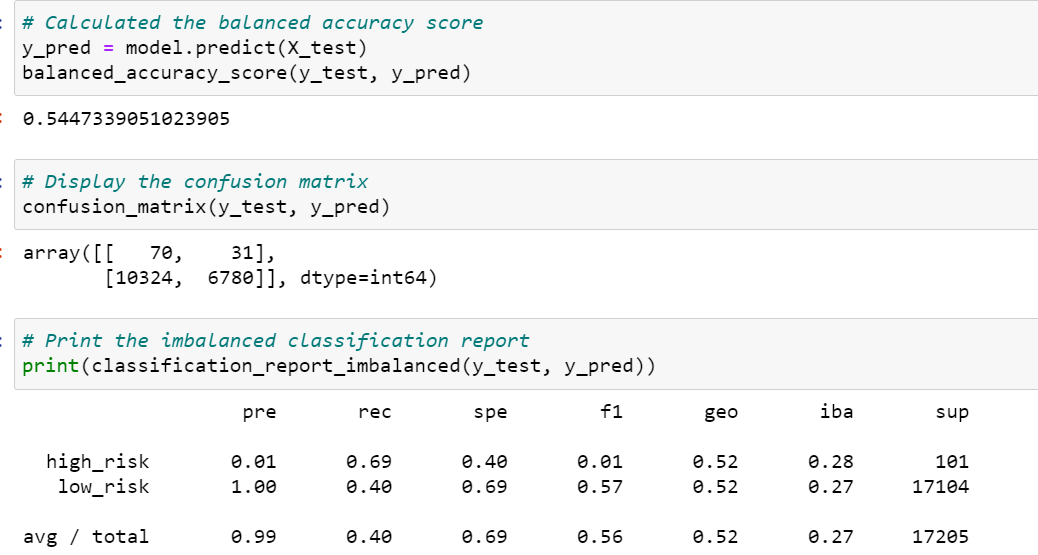 # Calculated the balanced accuracy score
y_pred = model.predict(X_test)
balanced_accuracy_score(y_test, y_pred)
0.5447339051023905
# Display the confusion matrix
confusion_matrix(y_test, y_pred)
array([[   70,    31],
       [10324,  6780]], dtype=int64)
# Print the imbalanced classification report
print(classification_report_imbalanced(y_test, y_pred))
                   pre       rec       spe        f1       geo       iba       sup
  high_risk       0.01      0.69      0.40      0.01      0.52      0.28       101
   low_risk       1.00      0.40      0.69      0.57      0.52      0.27     17104
avg / total       0.99      0.40      0.69      0.56      0.52      0.27     17205